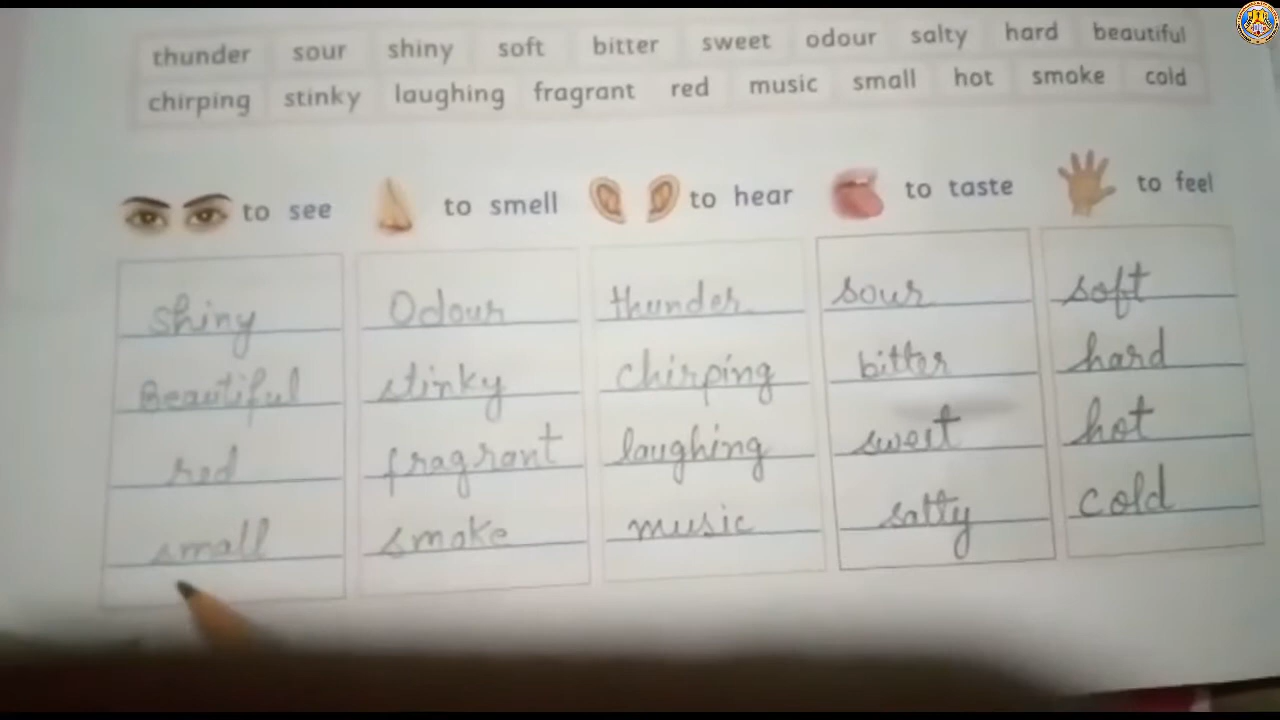 thunder sour shiny soft bitter sweet odour salty hard beautiful
chirping stinky laughing fragrant red music small hot smoke cold
to see to smell to hear to taste to feel
shiny Odour thunder sour soft
Beautiful stinky chirping bitter hard
red fragrant laughing sweet hot
small smoke music salty cold